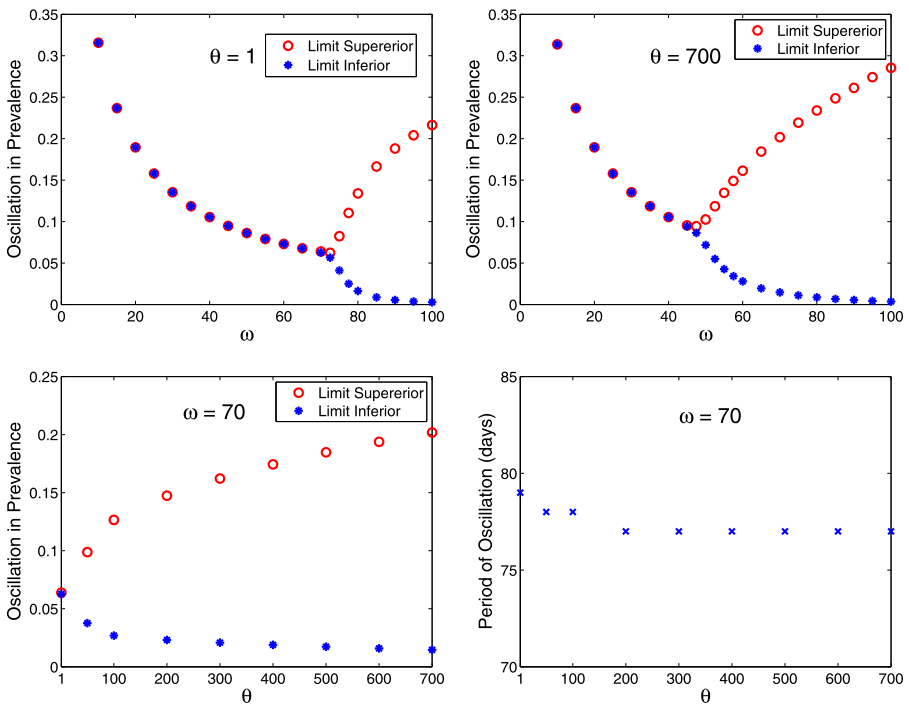 0.35
0.3
0.25
0.2
0.15
0.1
0.05
0
Oscillation in Prevalence
θ = 1
Limit Supererior
Limit Inferior
0 20 40 60 80 100
ω
0.35
0.3
0.25
0.2
0.15
0.1
0.05
0
Oscillation in Prevalence
θ = 700
Limit Supererior
Limit Inferior
0 20 40 60 80 100
ω
0.25
0.2
0.15
0.1
0.05
0
Oscillation in Prevalence
ω = 70
Limit Supererior
Limit Inferior
1 100 200 300 400 500 600 700
θ
85
80
75
70
Period of Oscillation (days)
ω = 70
1 100 200 300 400 500 600 700
θ